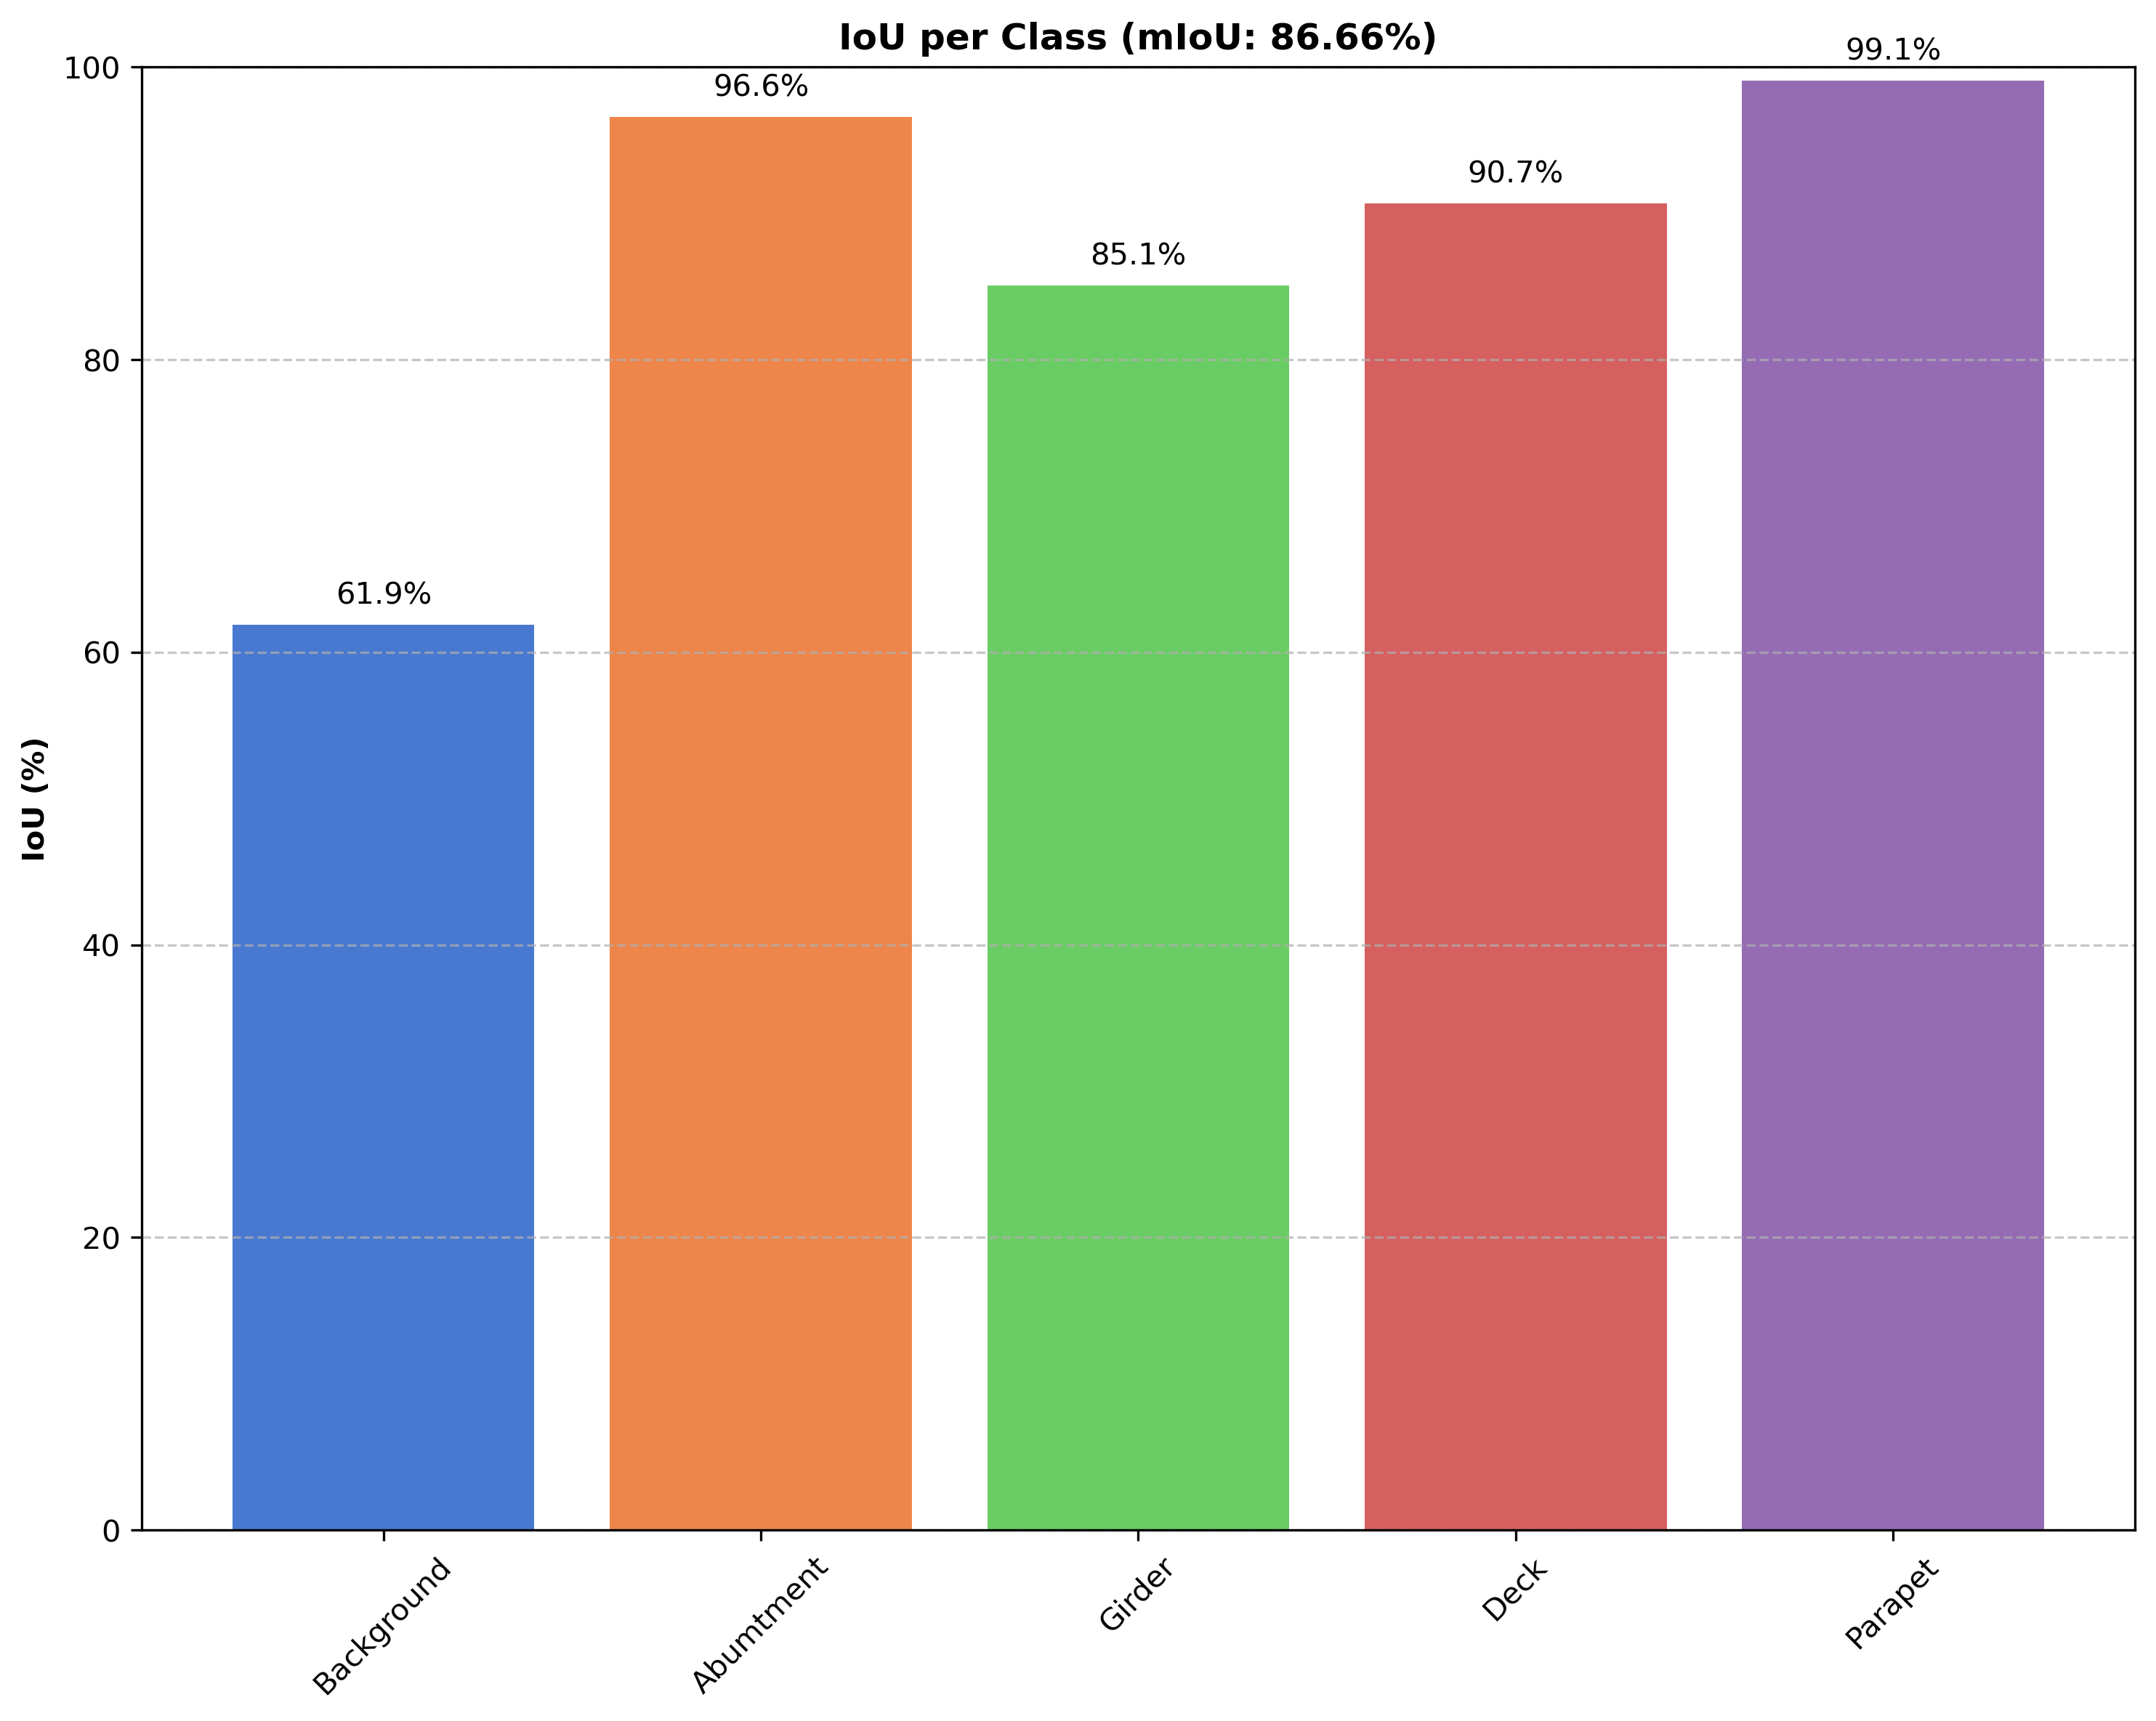 IoU per Class (mIoU: 86.66%)
IoU (%)
100
80
60
40
20
0
61.9%
96.6%
85.1%
90.7%
99.1%
Background
Abumtment
Girder
Deck
Parapet